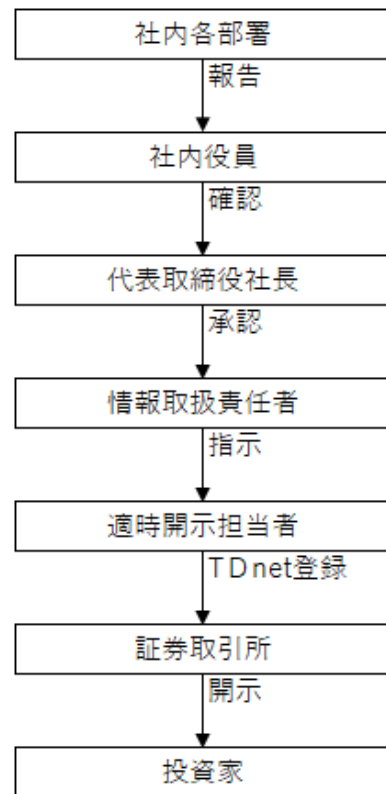 社内各部署
報告
社内役員
確認
代表取締役社長
承認
情報取扱責任者
指示
適時開示担当者
ＴＤnet登録
証券取引所
開示
投資家